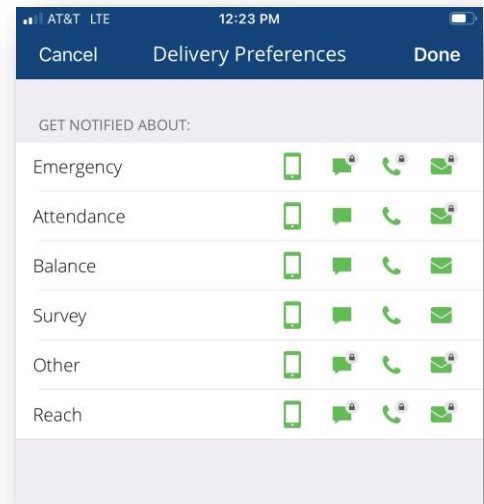 AT&T LTE 12:23 PM
Cancel Delivery Preferences Done
GET NOTIFIED ABOUT:
Emergency
Attendance
Balance
Survey
Other
Reach